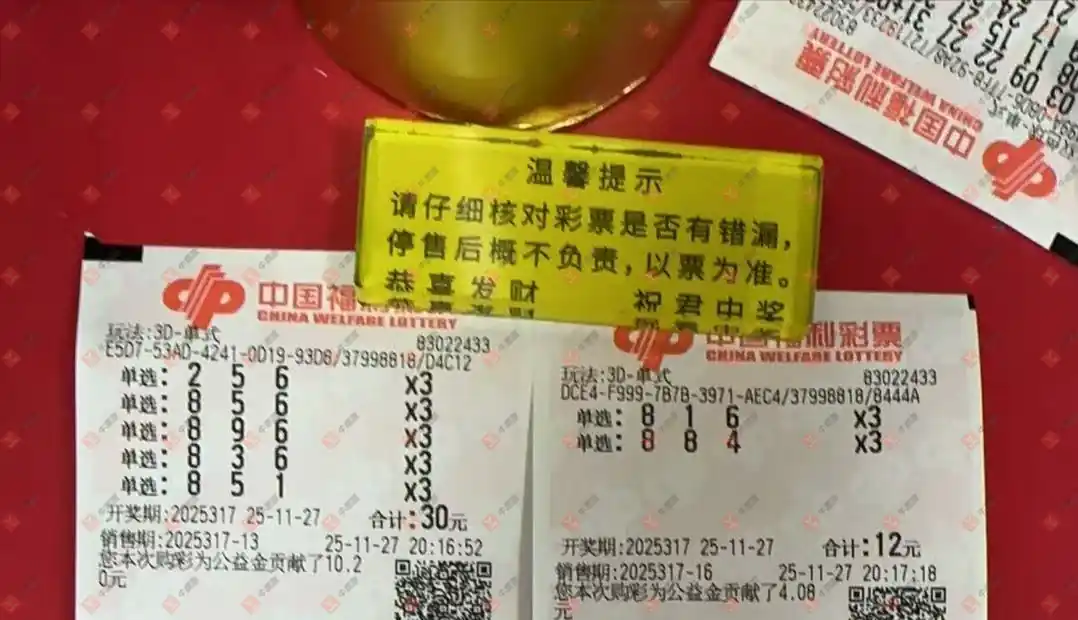 温馨提示
请仔细核对彩票是否有错漏,
停售后概不负责,以票为准。
恭喜发财 祝君中奖
中国福
CHINA WELFARE LOTTERY
玩法:3D-单式 83022433
E5D7-53AD-4241-0D19-93D8/37998818/D4C12
单选: 2 5 6 x3
单选: 8 5 6 x3
单选: 8 9 6 x3
单选: 8 3 6 x3
单选: 8 5 1 x3
开奖期:2025317 25-11-27 合计:30元
销售期:2025317-13 25-11-27 20:16:52
您本次购彩为公益金贡献了10.2
0元
中国福利彩票
CHINA WELFARE LOTTERY
玩法:3D-单式 83022433
DCE4-F999-7B7B-3971-AEC4/37998818/8444A
单选: 8 1 6 x3
单选: 8 8 4 x3
开奖期:2025317 25-11-27 合计:12元
销售期:2025317-16 25-11-27 20:17:18
您本次购彩为公益金贡献了4.08
元
中国福利彩票
CHINA WELFARE LOTTERY